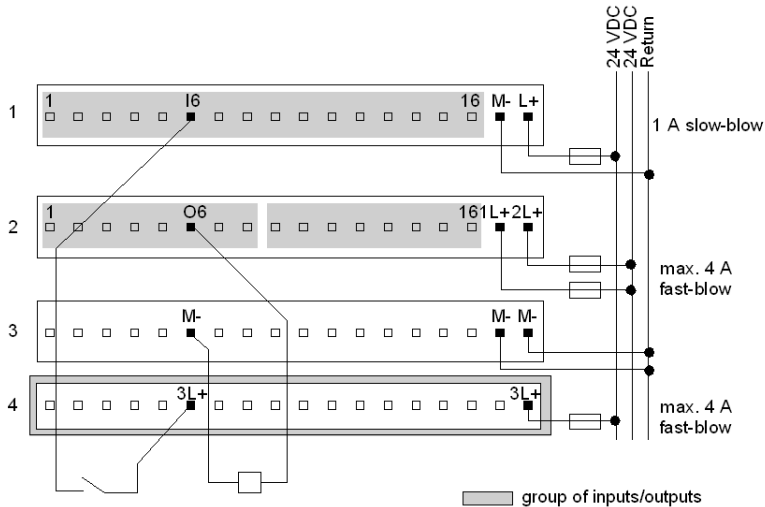 24 VDC
24 VDC
Return
1
1
I6
16
M-
L+
1 A slow-blow
2
1
O6
16
1L+
2L+
max. 4 A
fast-blow
3
M-
M-
M-
4
3L+
3L+
max. 4 A
fast-blow
group of inputs/outputs